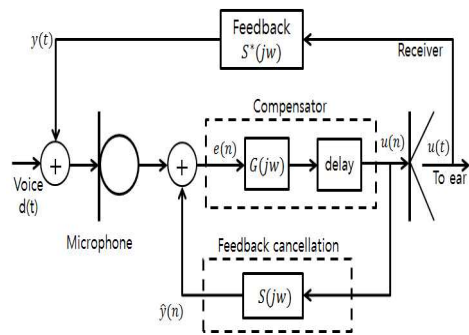 Feedback
S*(jw)
y(t)
Receiver
Compensator
e(n)
G(jw)
delay
u(n)
u(t)
Voice
d(t)
To ear
Microphone
Feedback cancellation
S(jw)
ŷ(n)